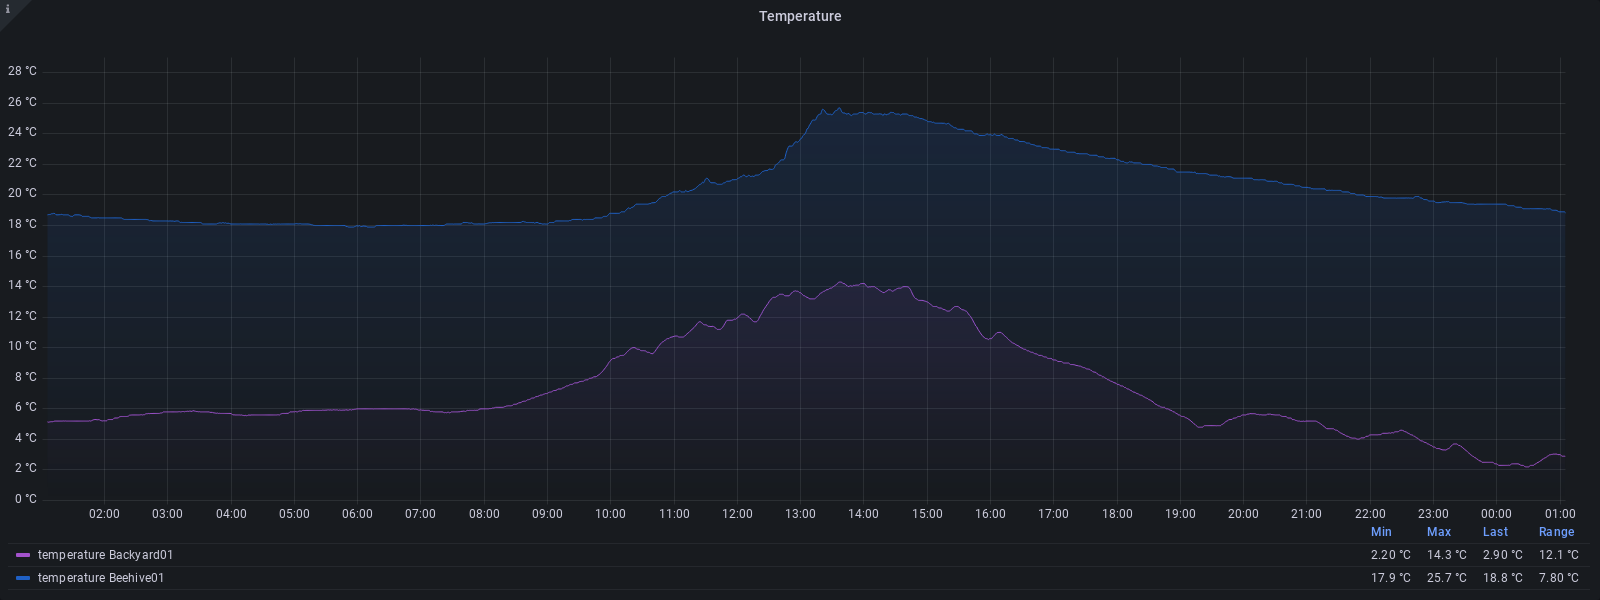 i
Temperature
28 °C
26 °C
24 °C
22 °C
20 °C
18 °C
16 °C
14 °C
12 °C
10 °C
8 °C
6 °C
4 °C
2 °C
0 °C
02:00 03:00 04:00 05:00 06:00 07:00 08:00 09:00 10:00 11:00 12:00 13:00 14:00 15:00 16:00 17:00 18:00 19:00 20:00 21:00 22:00 23:00 00:00 01:00
Min Max Last Range
temperature Backyard01 2.20 °C 14.3 °C 2.90 °C 12.1 °C
temperature Beehive01 17.9 °C 25.7 °C 18.8 °C 7.80 °C